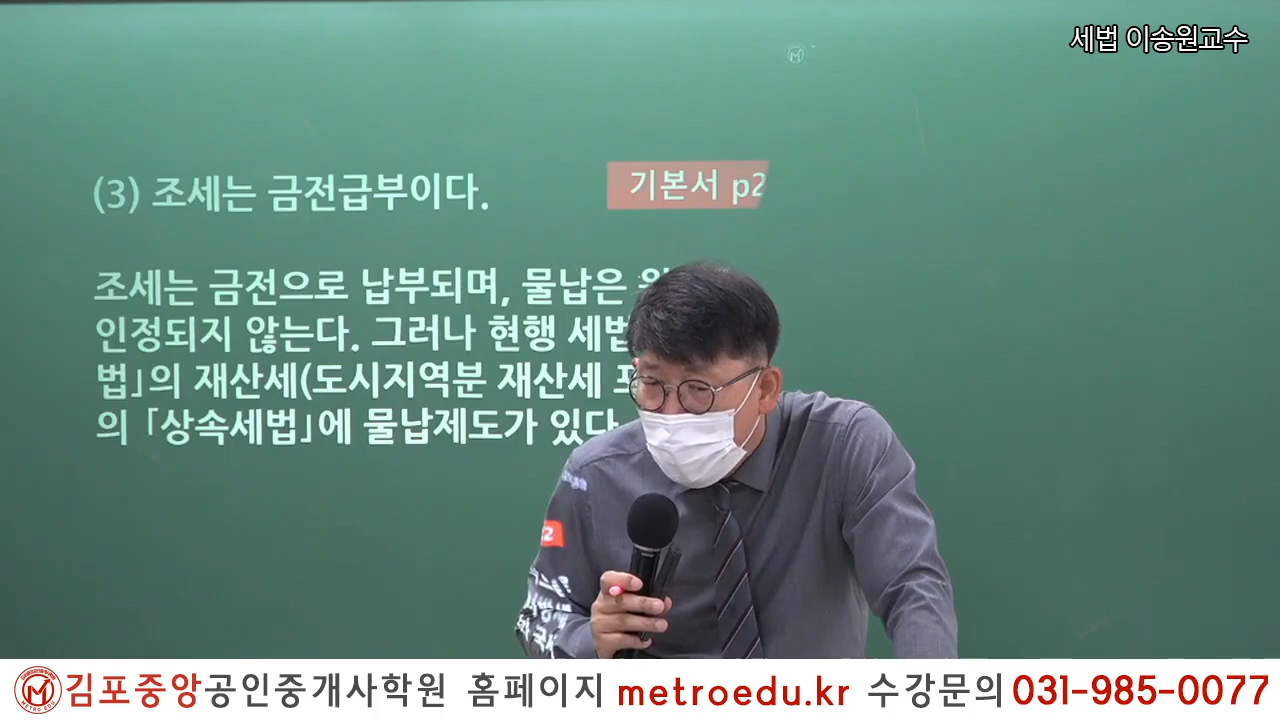 세법 이송원교수
(3) 조세는 금전급부이다.
기본서 p2
조세는 금전으로 납부되며, 물납은
인정되지 않는다. 그러나 현행 세법
법」의 재산세(도시지역분 재산세
의 「상속세법」에 물납제도가 있다
METRO EDU
김포중앙공인중개사학원 홈페이지 metroedu.kr 수강문의 031-985-0077